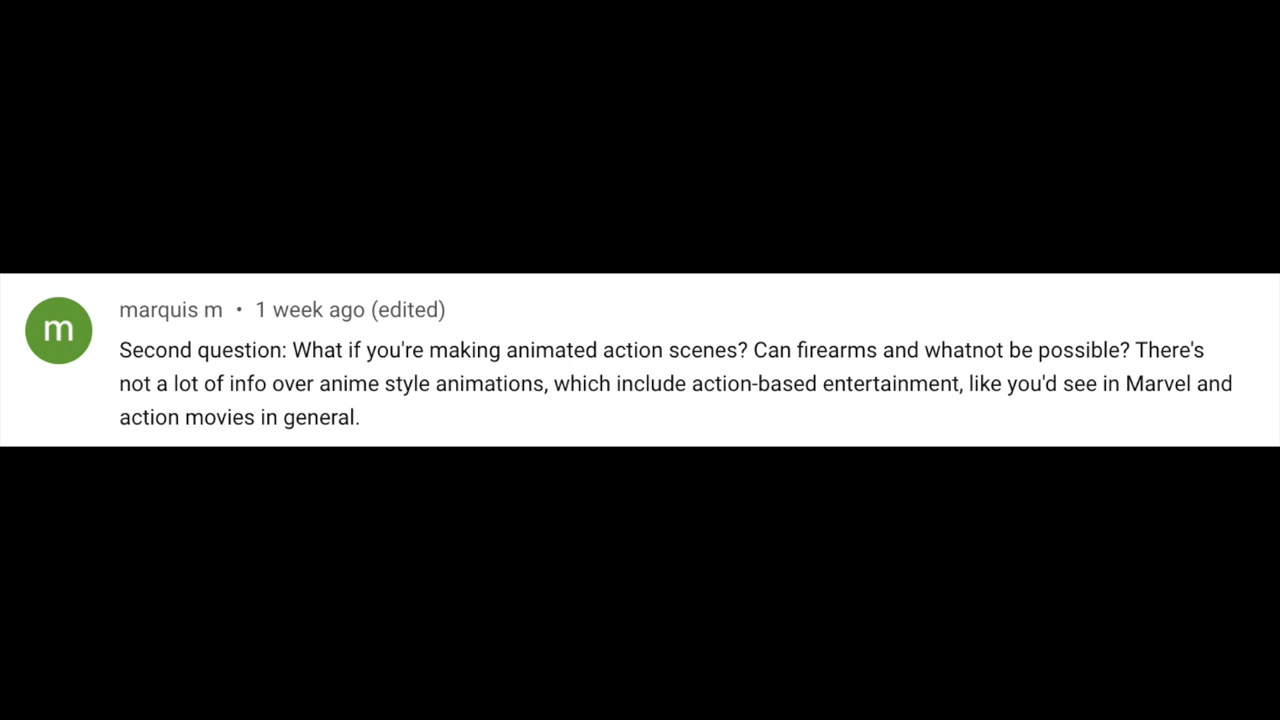 m
marquis m • 1 week ago (edited)
Second question: What if you're making animated action scenes? Can firearms and whatnot be possible? There's
not a lot of info over anime style animations, which include action-based entertainment, like you'd see in Marvel and
action movies in general.